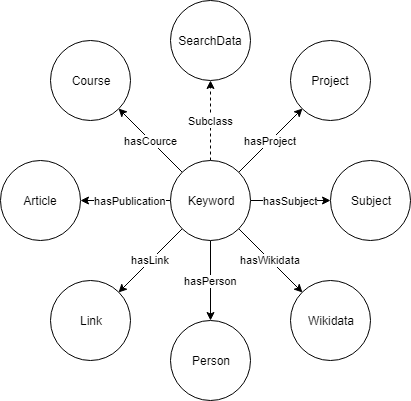 SearchData
Course
Project
Subclass
hasCource
hasProject
Article
hasPublication
Keyword
hasSubject
Subject
hasLink
hasWikidata
hasPerson
Link
Wikidata
Person